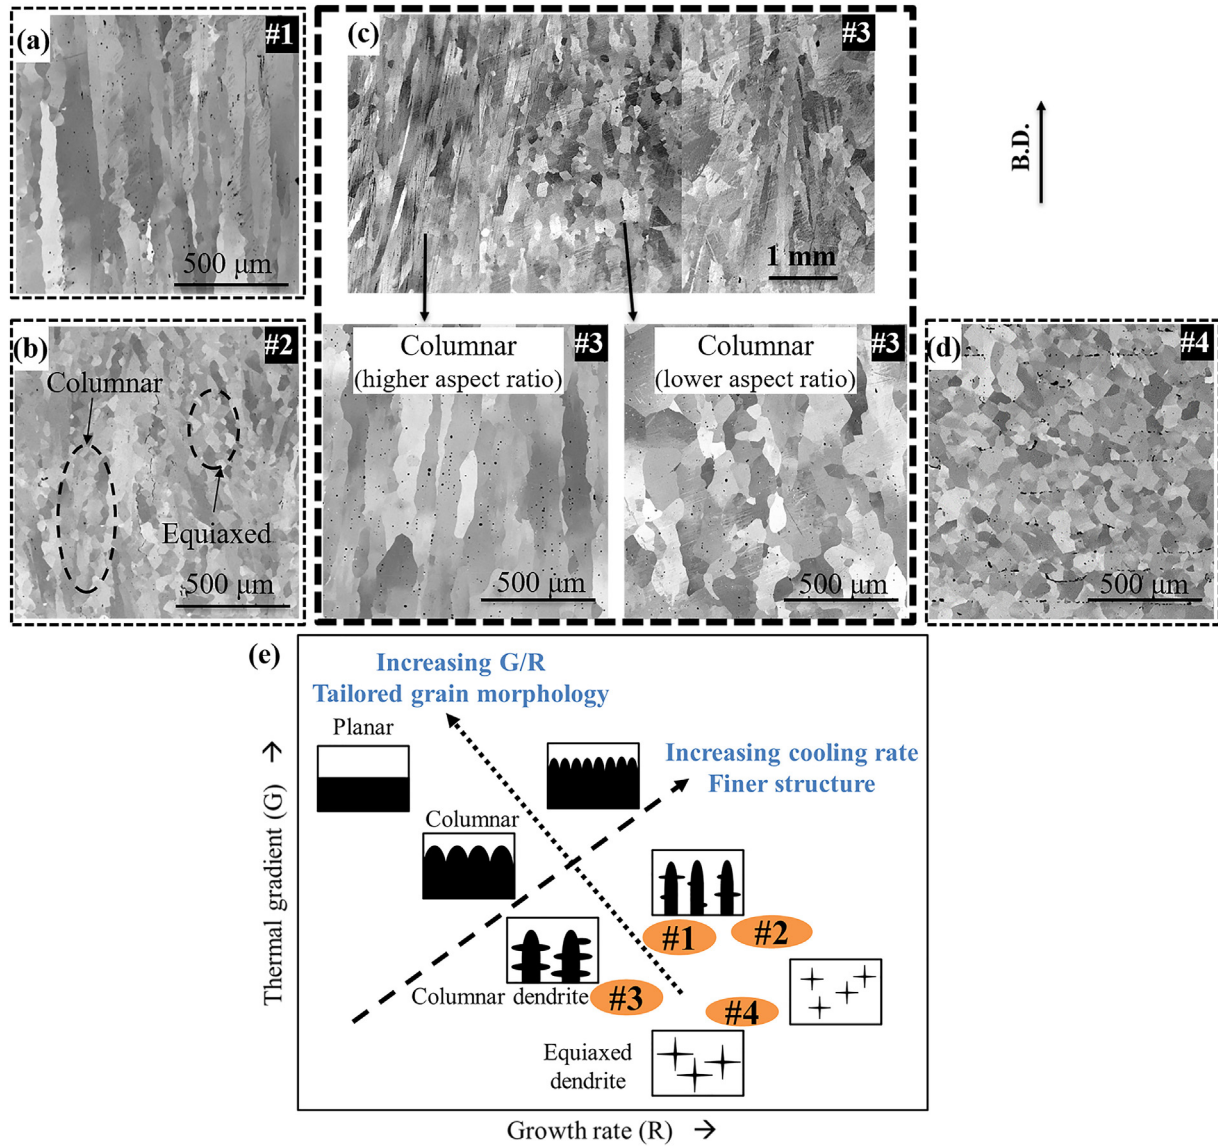 (a)
#1
500 μm
(c)
#3
1 mm
B.D.
(b)
#2
Columnar
Equiaxed
500 μm
Columnar
(higher aspect ratio)
#3
500 μm
Columnar
(lower aspect ratio)
#3
500 μm
(d)
#4
500 μm
(e)
Increasing G/R
Tailored grain morphology
Planar
Increasing cooling rate
Finer structure
Columnar
#1
#2
Columnar dendrite
#3
#4
Equiaxed
dendrite
Thermal gradient (G) →
Growth rate (R) →